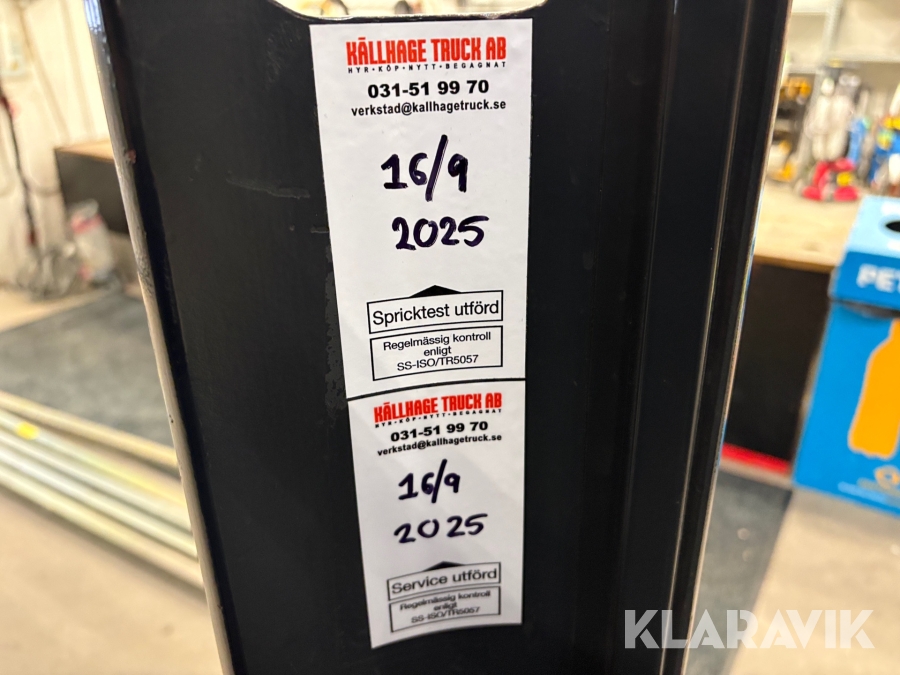 KÄLLHAGE TRUCK AB
HYR•KÖP•NYTT•BEGAGNAT
031-51 99 70
verkstad@kallhagetruck.se
16/9
2025
Spricktest utförd
Regelmässig kontroll
enligt
SS-ISO/TR5057
KÄLLHAGE TRUCK AB
HYR•KÖP•NYTT•BEGAGNAT
031-51 99 70
verkstad@kallhagetruck.se
16/9
2025
Service utförd
Regelmässig kontroll
enligt
SS-ISO/TR5057
PE
KLARAVIK